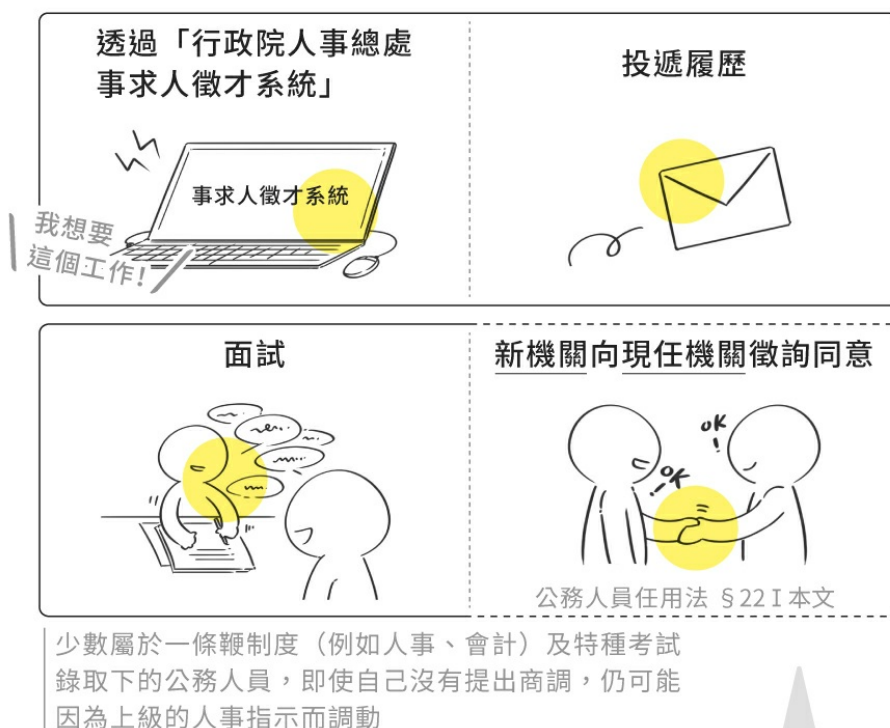 透過「行政院人事總處
事求人徵才系統」
投遞履歷
事求人徵才系統
我想要
這個工作!
面試
新機關向現任機關徵詢同意
OK
!
OK
!
公務人員任用法 §22 I 本文
少數屬於一條鞭制度（例如人事、會計）及特種考試
錄取下的公務人員，即使自己沒有提出商調，仍可能
因為上級的人事指示而調動